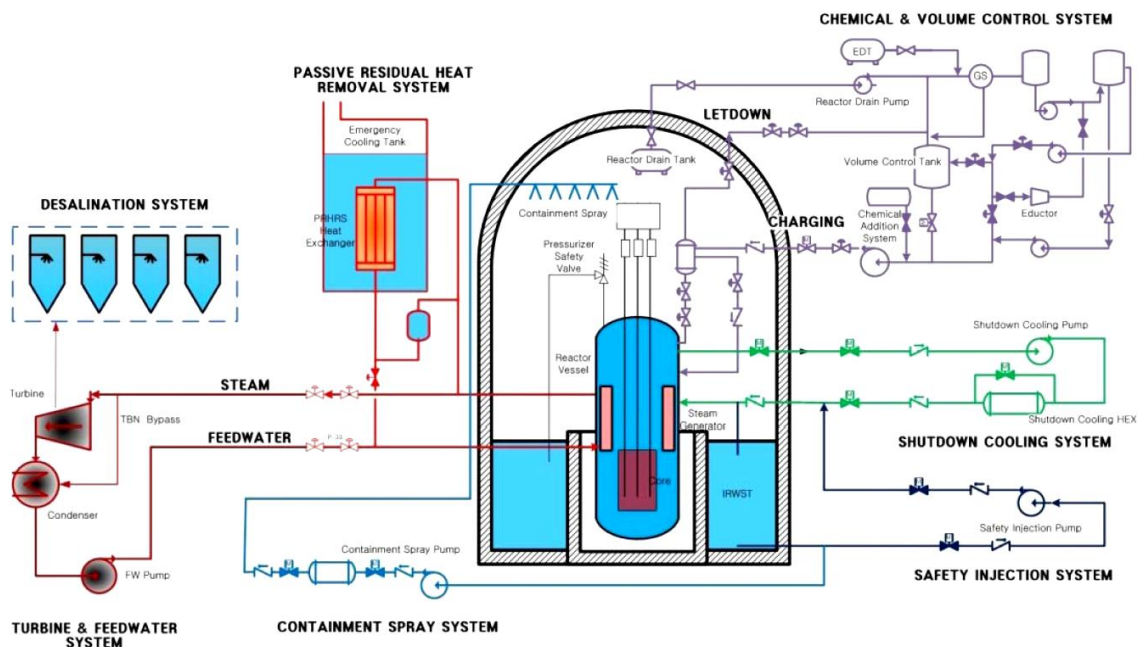 CHEMICAL & VOLUME CONTROL SYSTEM
EDT
GS
Reactor Drain Pump
PASSIVE RESIDUAL HEAT
REMOVAL SYSTEM
LETDOWN
Emergency
Cooling Tank
Reactor Drain Tank
Volume Control Tank
DESALINATION SYSTEM
PRHRS
Heat
Exchanger
Containment Spray
CHARGING
Chemical
Addition
System
Eductor
Pressurizer
Safety
Valve
Shutdown Cooling Pump
Reactor
Vessel
Turbine
STEAM
TBN Bypass
Steam
Generator
Shutdown Cooling HEX
FEEDWATER
SHUTDOWN COOLING SYSTEM
Core
IRWST
Condenser
Safety Injection Pump
Containment Spray Pump
FW Pump
SAFETY INJECTION SYSTEM
TURBINE & FEEDWATER
SYSTEM
CONTAINMENT SPRAY SYSTEM